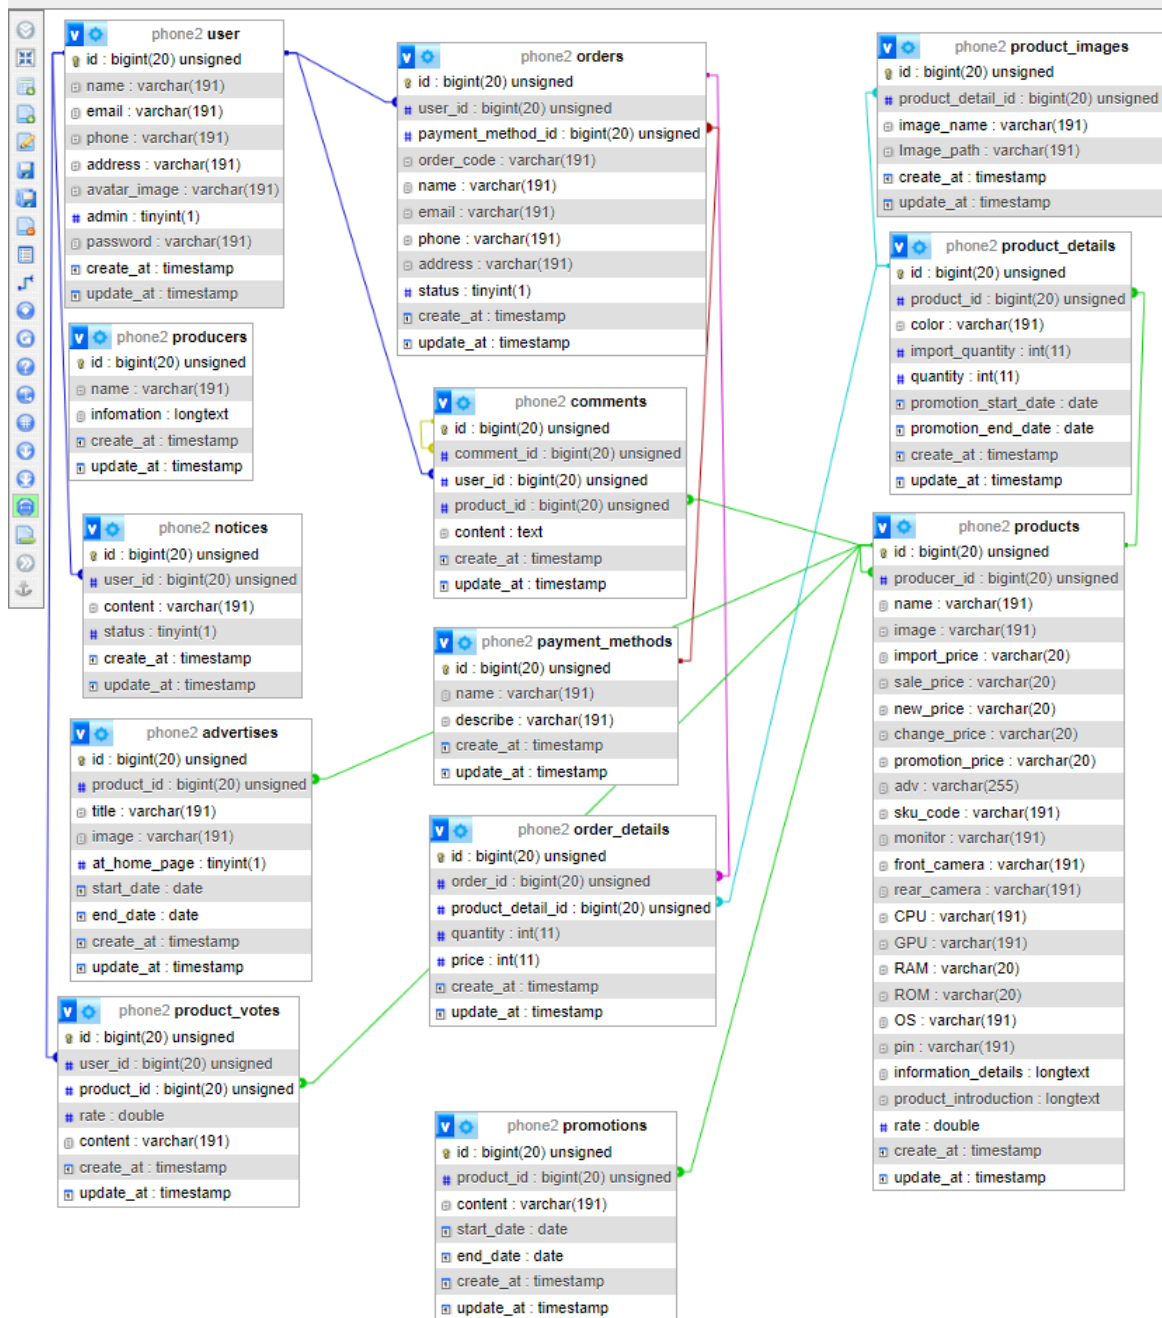 phone2 user
id : bigint(20) unsigned
name : varchar(191)
email : varchar(191)
phone : varchar(191)
address : varchar(191)
avatar_image : varchar(191)
admin : tinyint(1)
password : varchar(191)
create_at : timestamp
update_at : timestamp
phone2 producers
id : bigint(20) unsigned
name : varchar(191)
infomation : longtext
create_at : timestamp
update_at : timestamp
phone2 notices
id : bigint(20) unsigned
user_id : bigint(20) unsigned
content : varchar(191)
status : tinyint(1)
create_at : timestamp
update_at : timestamp
phone2 advertises
id : bigint(20) unsigned
product_id : bigint(20) unsigned
title : varchar(191)
image : varchar(191)
at_home_page : tinyint(1)
start_date : date
end_date : date
create_at : timestamp
update_at : timestamp
phone2 product_votes
id : bigint(20) unsigned
user_id : bigint(20) unsigned
product_id : bigint(20) unsigned
rate : double
content : varchar(191)
create_at : timestamp
update_at : timestamp
phone2 orders
id : bigint(20) unsigned
user_id : bigint(20) unsigned
payment_method_id : bigint(20) unsigned
order_code : varchar(191)
name : varchar(191)
email : varchar(191)
phone : varchar(191)
address : varchar(191)
status : tinyint(1)
create_at : timestamp
update_at : timestamp
phone2 comments
id : bigint(20) unsigned
comment_id : bigint(20) unsigned
user_id : bigint(20) unsigned
product_id : bigint(20) unsigned
content : text
create_at : timestamp
update_at : timestamp
phone2 payment_methods
id : bigint(20) unsigned
name : varchar(191)
describe : varchar(191)
create_at : timestamp
update_at : timestamp
phone2 order_details
id : bigint(20) unsigned
order_id : bigint(20) unsigned
product_detail_id : bigint(20) unsigned
quantity : int(11)
price : int(11)
create_at : timestamp
update_at : timestamp
phone2 promotions
id : bigint(20) unsigned
product_id : bigint(20) unsigned
content : varchar(191)
start_date : date
end_date : date
create_at : timestamp
update_at : timestamp
phone2 product_images
id : bigint(20) unsigned
product_detail_id : bigint(20) unsigned
image_name : varchar(191)
Image_path : varchar(191)
create_at : timestamp
update_at : timestamp
phone2 product_details
id : bigint(20) unsigned
product_id : bigint(20) unsigned
color : varchar(191)
import_quantity : int(11)
quantity : int(11)
promotion_start_date : date
promotion_end_date : date
create_at : timestamp
update_at : timestamp
phone2 products
id : bigint(20) unsigned
producer_id : bigint(20) unsigned
name : varchar(191)
image : varchar(191)
import_price : varchar(20)
sale_price : varchar(20)
new_price : varchar(20)
change_price : varchar(20)
promotion_price : varchar(20)
adv : varchar(255)
sku_code : varchar(191)
monitor : varchar(191)
front_camera : varchar(191)
rear_camera : varchar(191)
CPU : varchar(191)
GPU : varchar(191)
RAM : varchar(20)
ROM : varchar(20)
OS : varchar(191)
pin : varchar(191)
information_details : longtext
product_introduction : longtext
rate : double
create_at : timestamp
update_at : timestamp